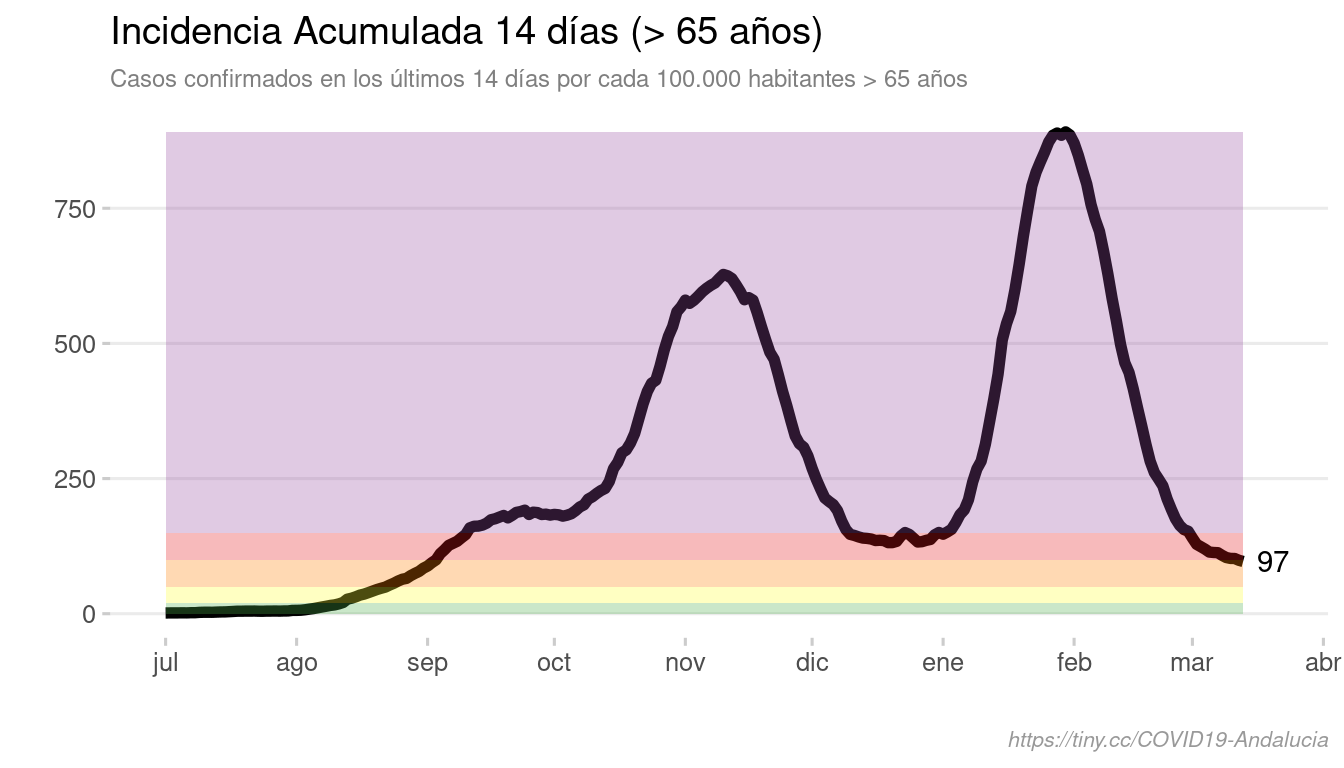 Incidencia Acumulada 14 días (> 65 años)
Casos confirmados en los últimos 14 días por cada 100.000 habitantes > 65 años
750
500
250
0
97
jul ago sep oct nov dic ene feb mar abr
https://tiny.cc/COVID19-Andalucia